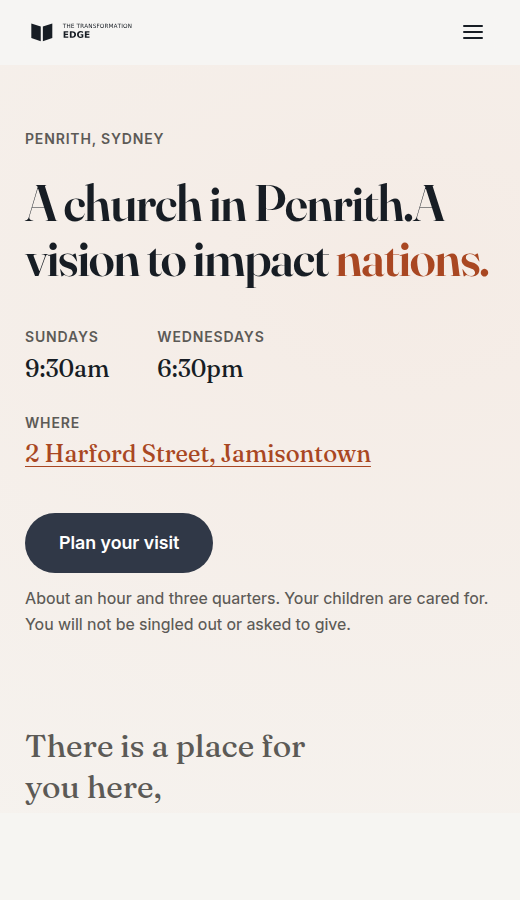 THE TRANSFORMATION
EDGE
PENRITH, SYDNEY
A church in Penrith.A
vision to impact nations.
SUNDAYS
9:30am
WEDNESDAYS
6:30pm
WHERE
2 Harford Street, Jamisontown
Plan your visit
About an hour and three quarters. Your children are cared for.
You will not be singled out or asked to give.
There is a place for
you here,